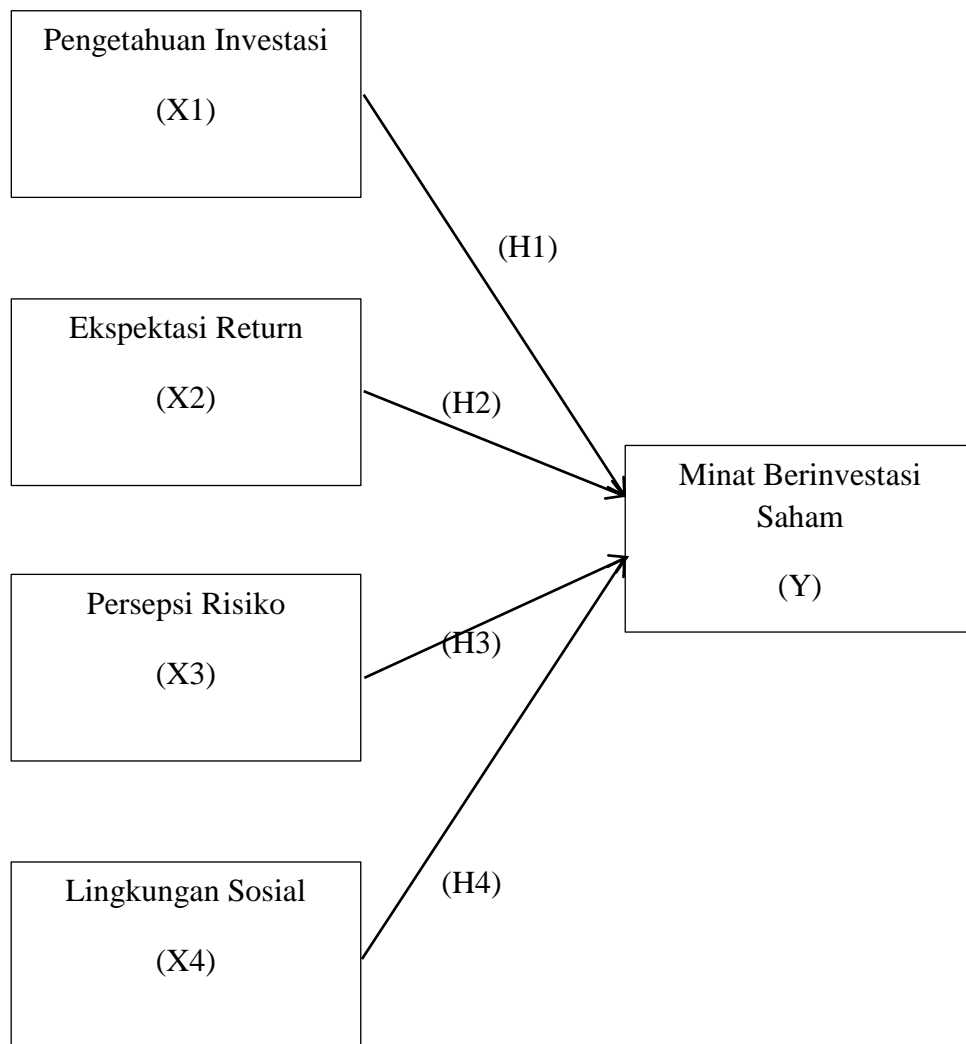 Pengetahuan Investasi
(X1)
(H1)
Ekspektasi Return
(X2)
(H2)
Minat Berinvestasi
Saham
(Y)
Persepsi Risiko
(X3)
(H3)
Lingkungan Sosial
(X4)
(H4)